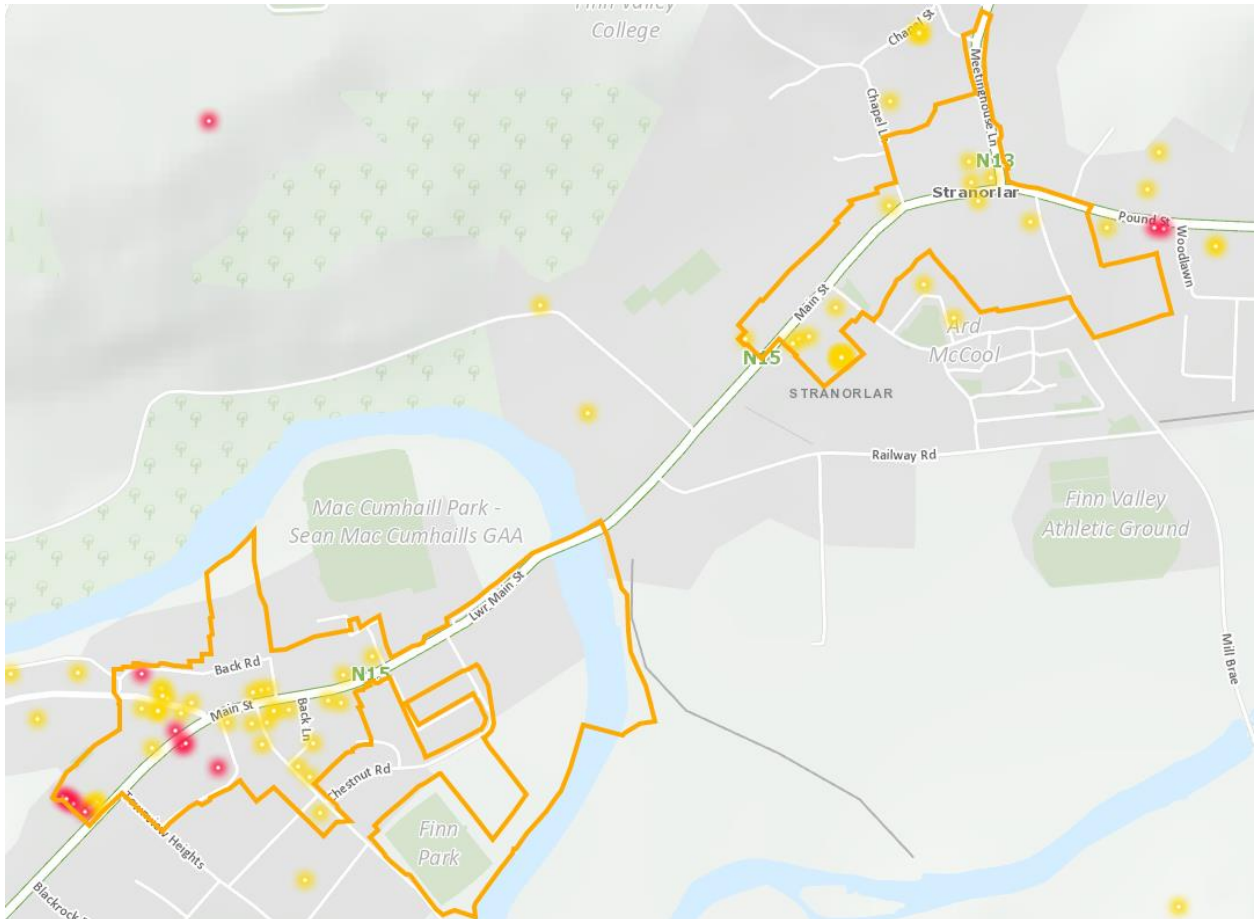 Finn Valley
College
Chapel St
Meetinghouse Ln
Chapel L
N13
Stranorlar
Pound St
Woodlawn
Main St
Ard
McCool
N15
STRANORLAR
Railway Rd
Mac Cumhaill Park -
Sean Mac Cumhaills GAA
Finn Valley
Athletic Ground
Lwr Main St
Mill Brae
Back Rd
N15
Main St
Back Ln
Chestnut Rd
Townview Heights
Finn
Park
Blackrock